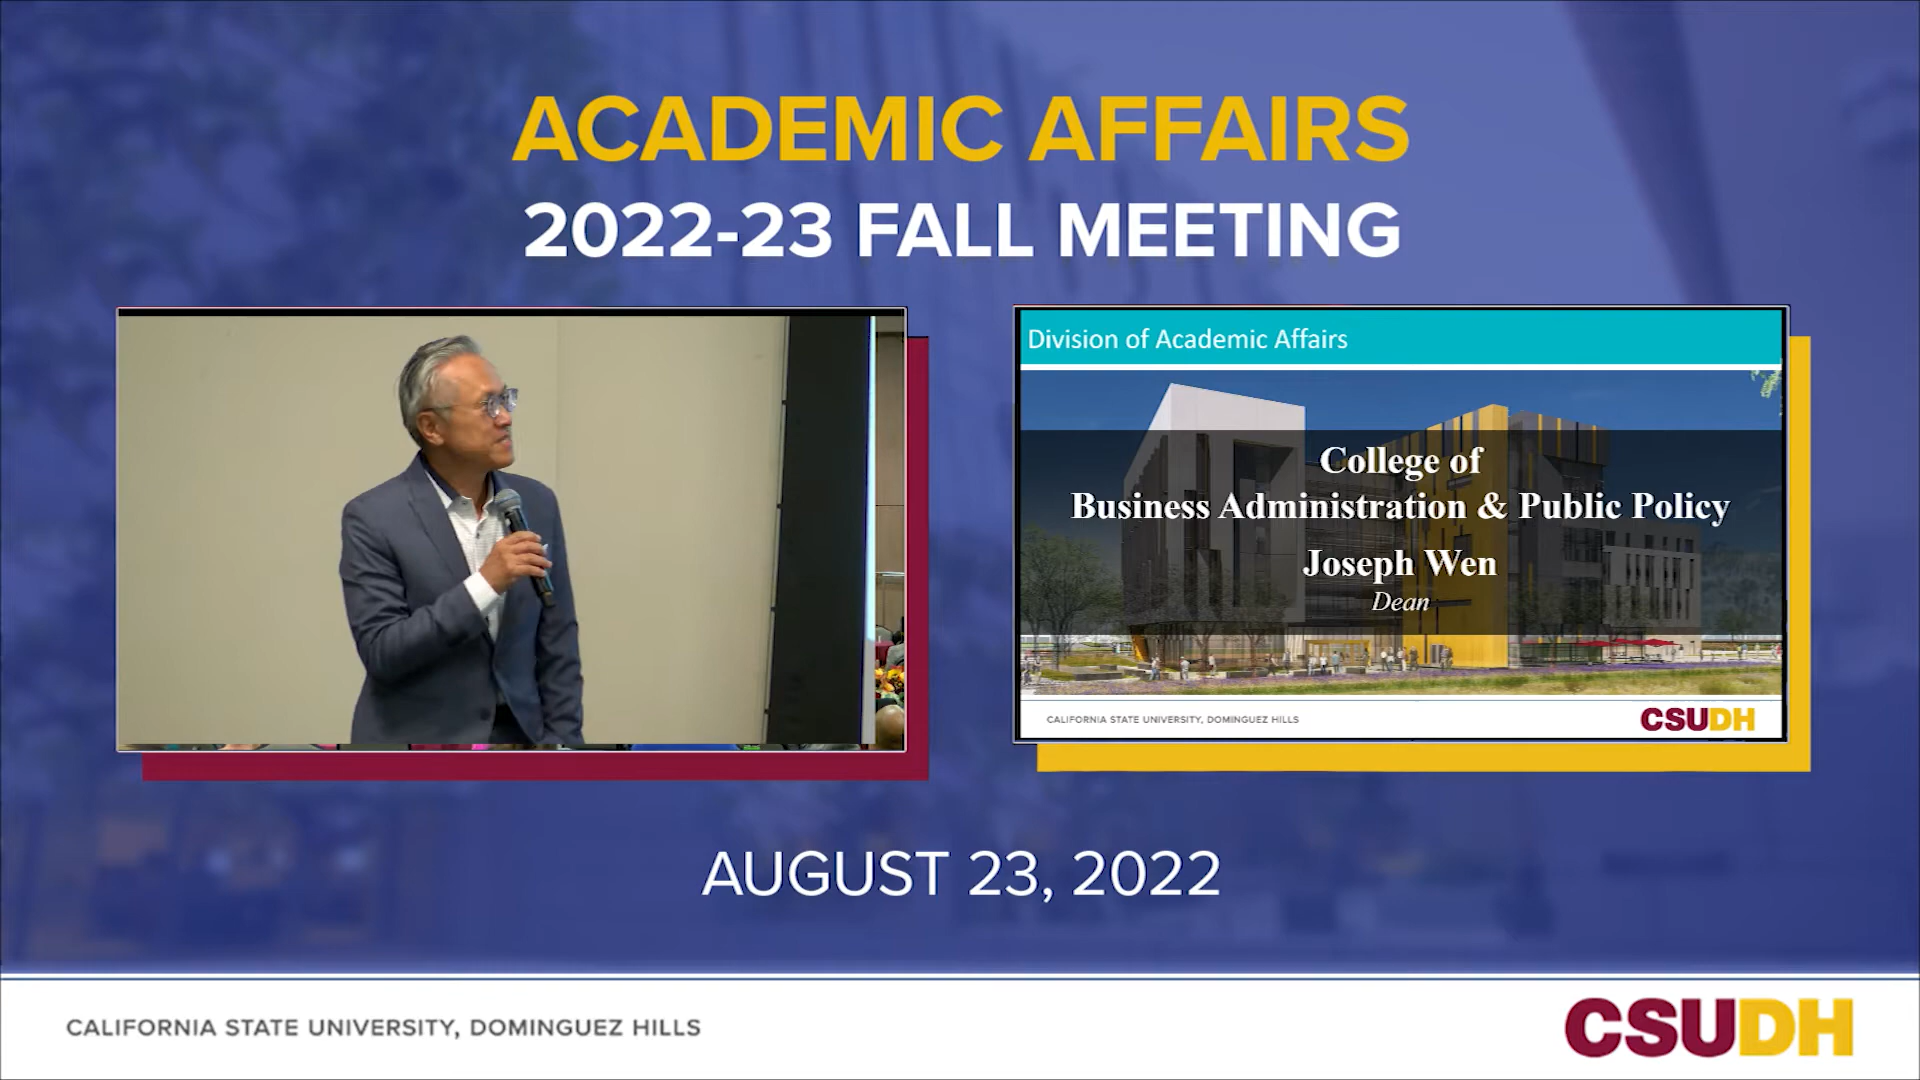 ACADEMIC AFFAIRS
2022-23 FALL MEETING
Division of Academic Affairs
College of
Business Administration & Public Policy
Joseph Wen
Dean
CALIFORNIA STATE UNIVERSITY, DOMINGUEZ HILLS
CSUDH
AUGUST 23, 2022
CALIFORNIA STATE UNIVERSITY, DOMINGUEZ HILLS
CSUDH